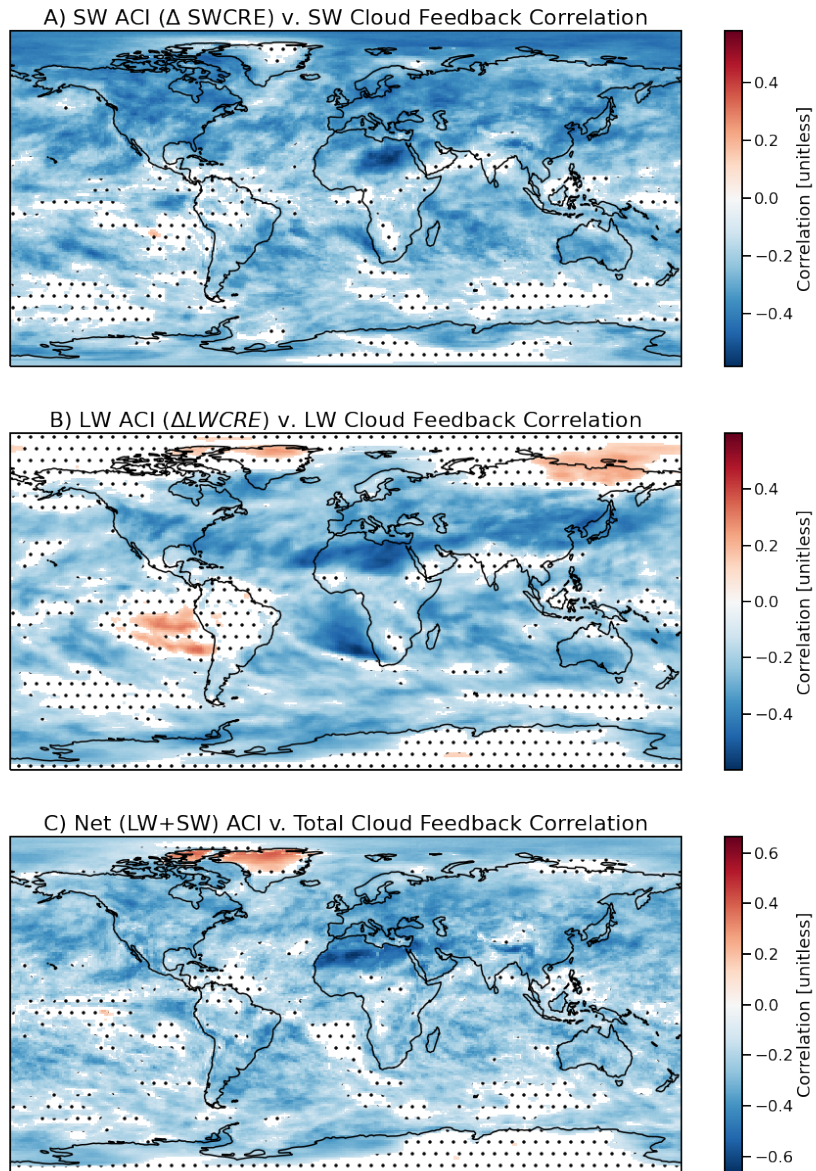 A) SW ACI (Δ SWCRE) v. SW Cloud Feedback Correlation
0.4
0.2
0.0
−0.2
−0.4
Correlation [unitless]
B) LW ACI (ΔLWCRE) v. LW Cloud Feedback Correlation
0.4
0.2
0.0
−0.2
−0.4
Correlation [unitless]
C) Net (LW+SW) ACI v. Total Cloud Feedback Correlation
0.6
0.4
0.2
0.0
−0.2
−0.4
−0.6
Correlation [unitless]